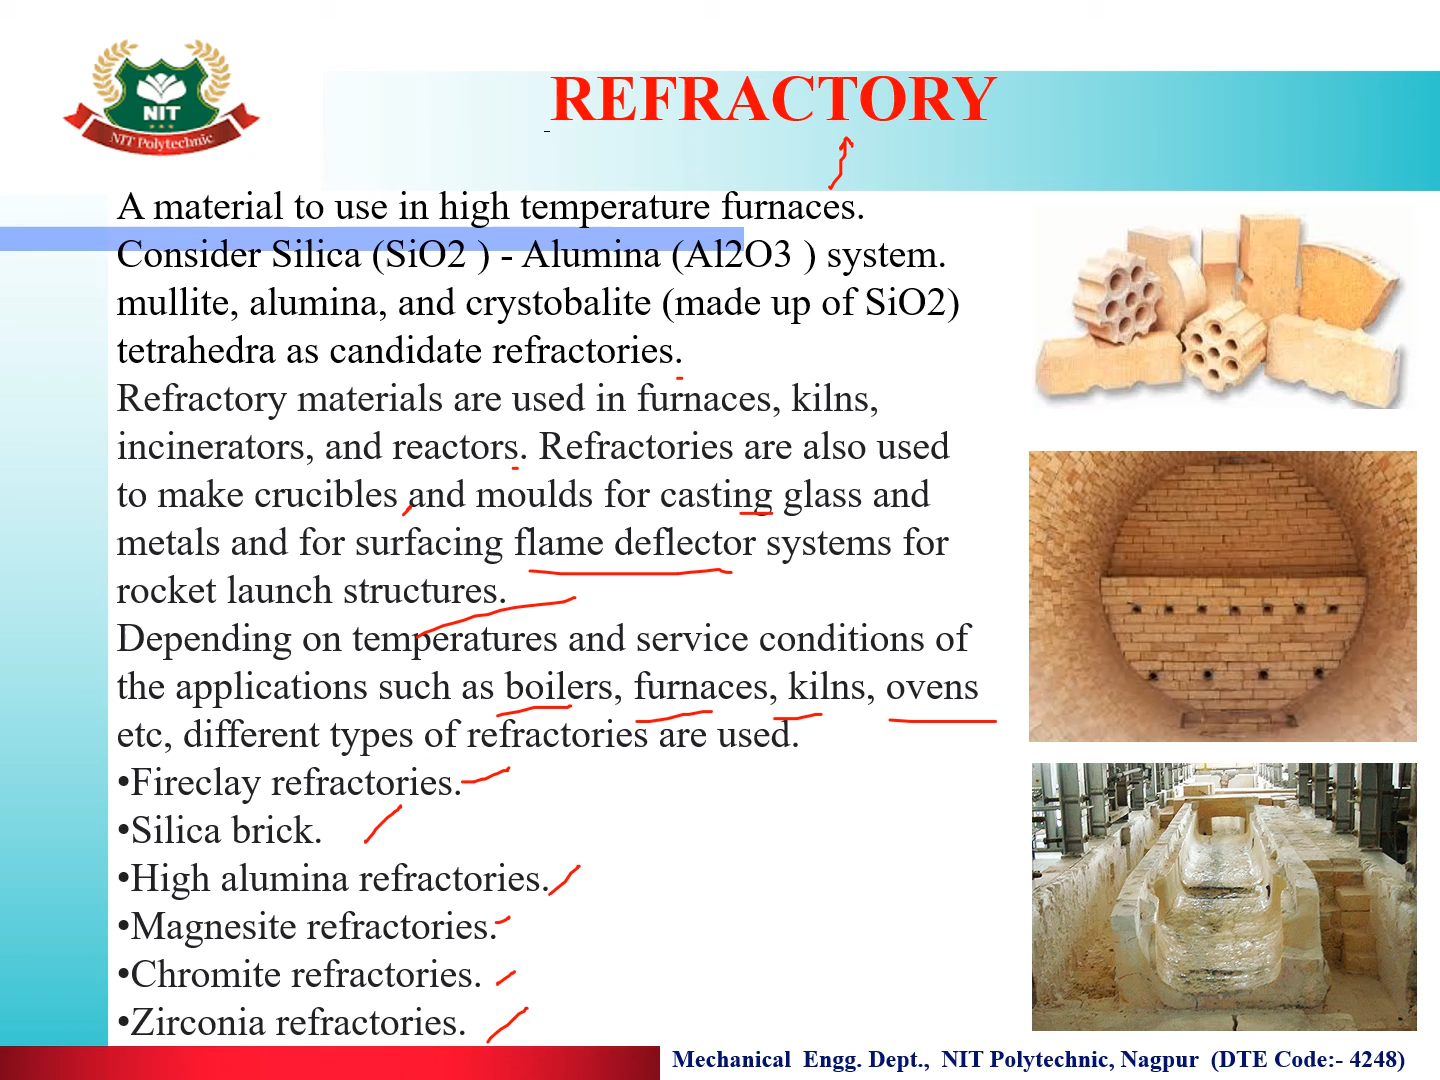 NIT
NIT Polytechnic
REFRACTORY
A material to use in high temperature furnaces.
Consider Silica (SiO2 ) - Alumina (Al2O3 ) system.
mullite, alumina, and crystobalite (made up of SiO2)
tetrahedra as candidate refractories.
Refractory materials are used in furnaces, kilns,
incinerators, and reactors. Refractories are also used
to make crucibles and moulds for casting glass and
metals and for surfacing flame deflector systems for
rocket launch structures.
Depending on temperatures and service conditions of
the applications such as boilers, furnaces, kilns, ovens
etc, different types of refractories are used.
•Fireclay refractories.
•Silica brick.
•High alumina refractories.
•Magnesite refractories.
•Chromite refractories.
•Zirconia refractories.
Mechanical Engg. Dept., NIT Polytechnic, Nagpur (DTE Code:- 4248)